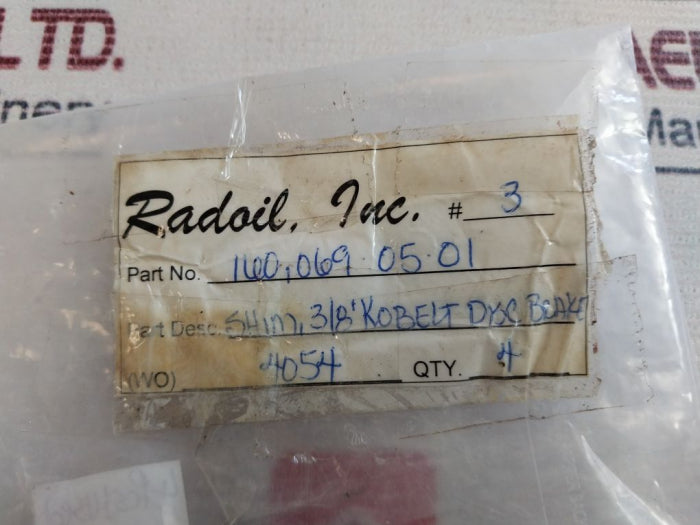 LTD.
Radoil, Inc. # 3
Part No. 160,069 05.01
Part Desc. SHIM, 3/8" KOBELT DISC BRAKE
(WO) 4054 QTY. 4